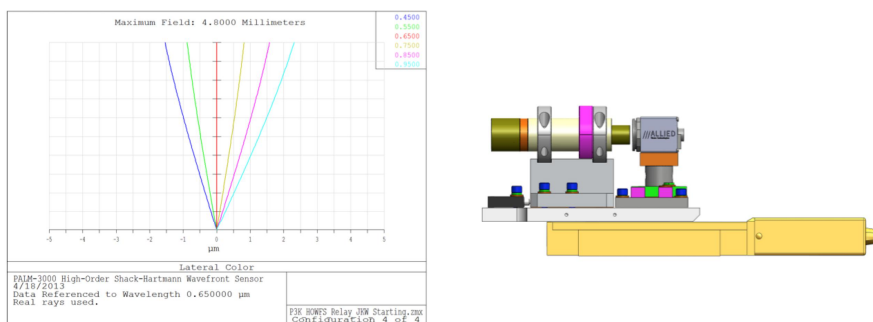 Maximum Field: 4.8000 Millimeters
0.4500
0.5500
0.6500
0.7500
0.8500
0.9500
-5 -4 -3 -2 -1 0 1 2 3 4 5
µm
Lateral Color
PALM-3000 High-Order Shack-Hartmann Wavefront Sensor
4/18/2013
Data Referenced to Wavelength 0.650000 µm
Real rays used.
P3K HOWFS Relay JKW Starting.zmx
Configuration 4 of 4
///ALLIED